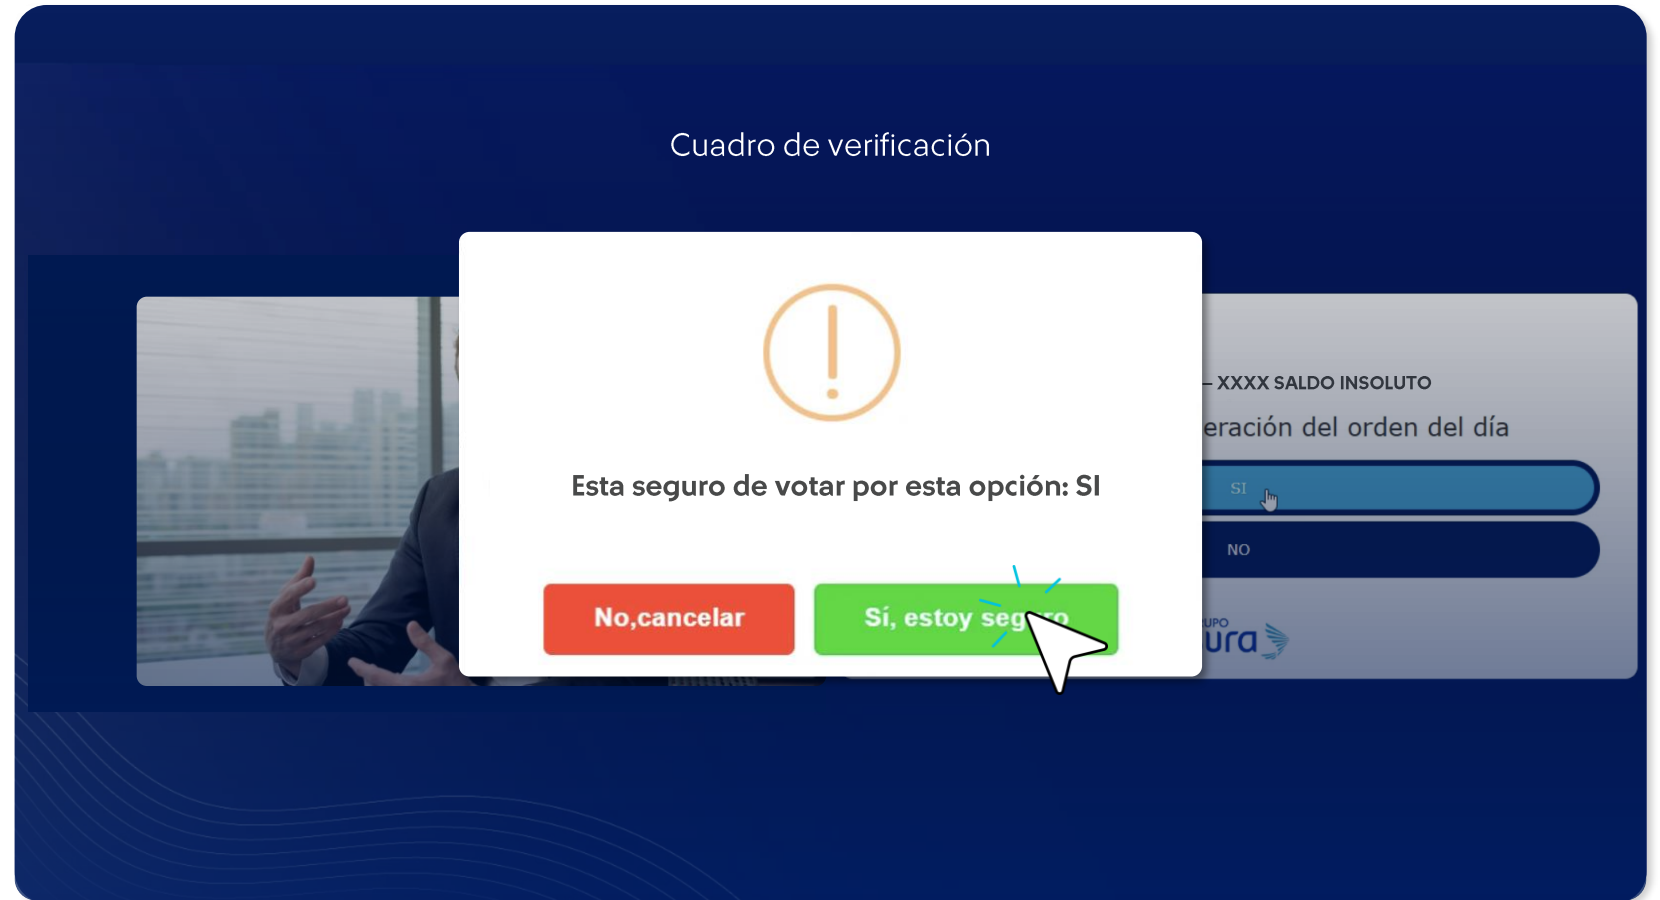 Cuadro de verificación
– XXXX SALDO INSOLUTO
eración del orden del día
SI
NO
Esta seguro de votar por esta opción: SI
No,cancelar
Sí, estoy seguro
UPO
ura